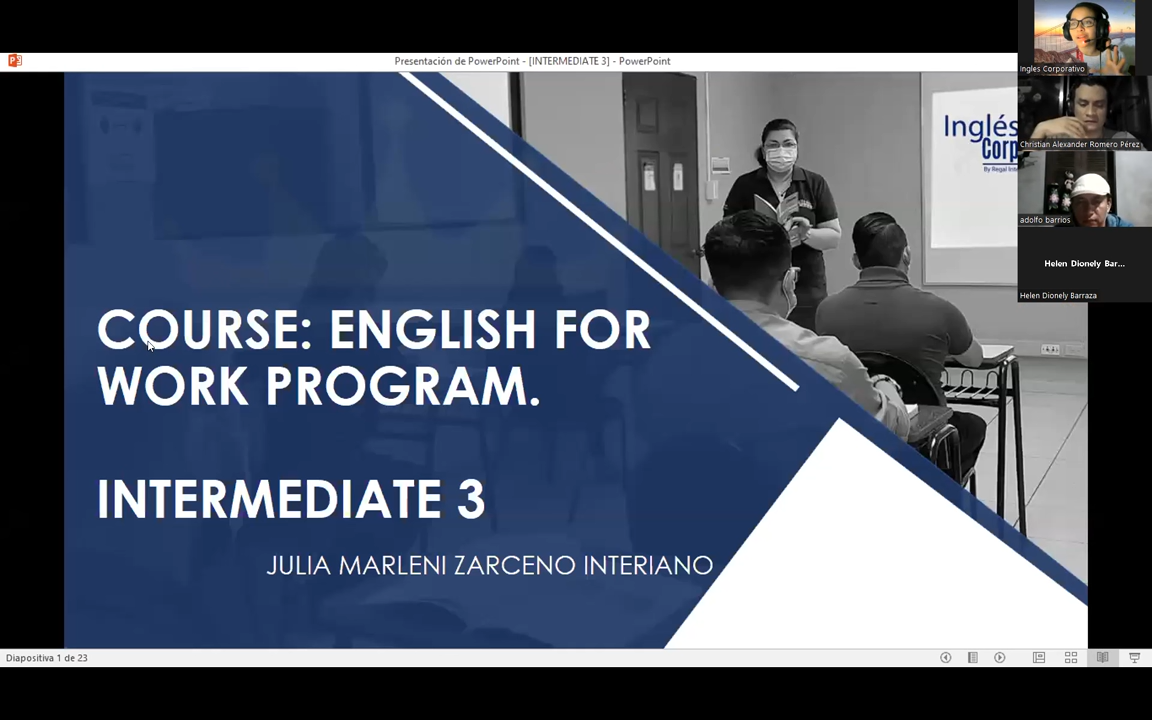 Presentación de PowerPoint - [INTERMEDIATE 3] - PowerPoint
Inglés
Corp
COURSE: ENGLISH FOR
WORK PROGRAM.
INTERMEDIATE 3
JULIA MARLENI ZARCENO INTERIANO
Diapositiva 1 de 23
Ingles Corporativo
Christian Alexander Romero Pérez
adolfo barrios
Helen Dionely Bar...
Helen Dionely Barraza